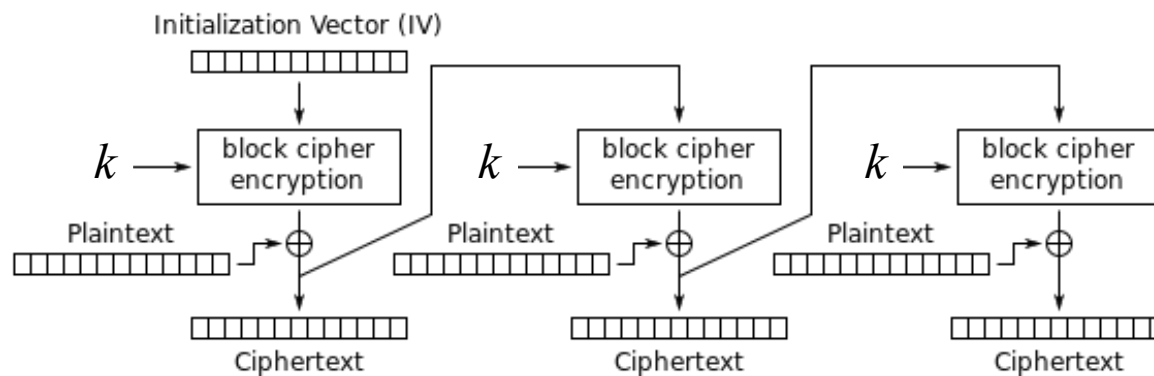 Initialization Vector (IV)
k
block cipher
encryption
k
block cipher
encryption
k
block cipher
encryption
Plaintext
Plaintext
Plaintext
Ciphertext
Ciphertext
Ciphertext